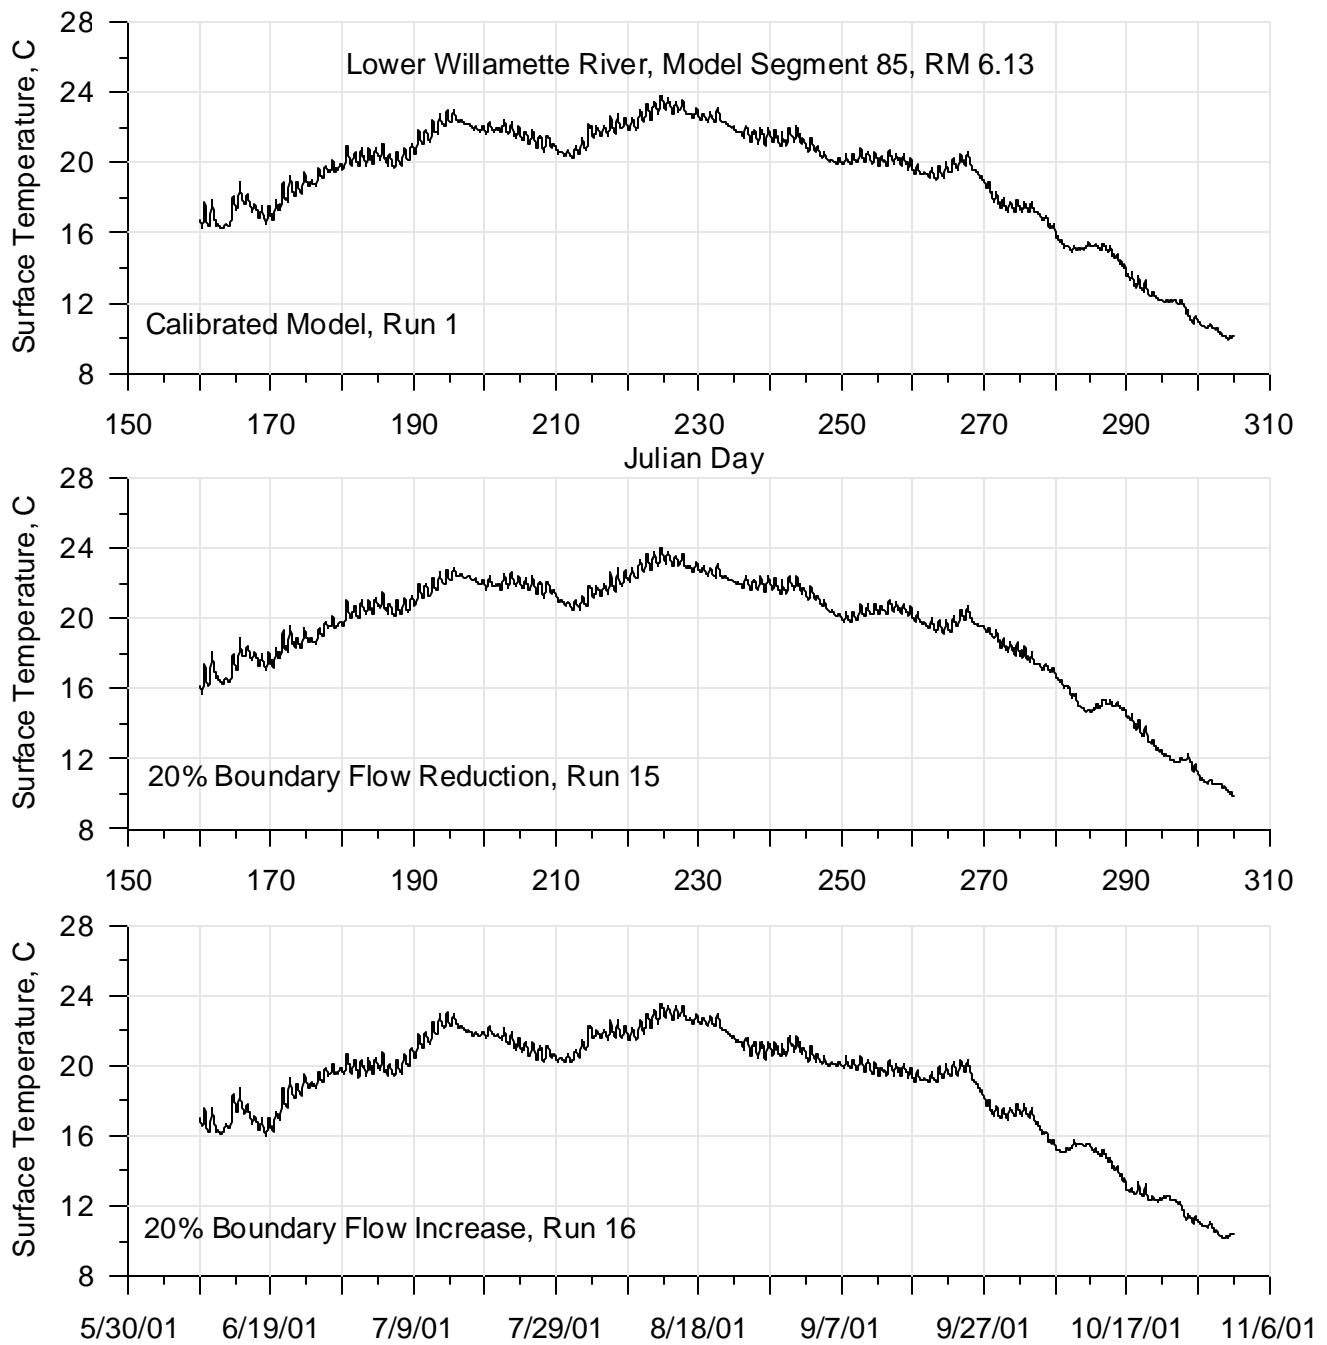 28
Lower Willamette River, Model Segment 85, RM 6.13
24
20
16
12
8
Surface Temperature, C
Calibrated Model, Run 1
150 170 190 210 230 250 270 290 310
Julian Day
28
24
20
16
12
8
Surface Temperature, C
20% Boundary Flow Reduction, Run 15
150 170 190 210 230 250 270 290 310
28
24
20
16
12
8
Surface Temperature, C
20% Boundary Flow Increase, Run 16
5/30/01 6/19/01 7/9/01 7/29/01 8/18/01 9/7/01 9/27/01 10/17/01 11/6/01